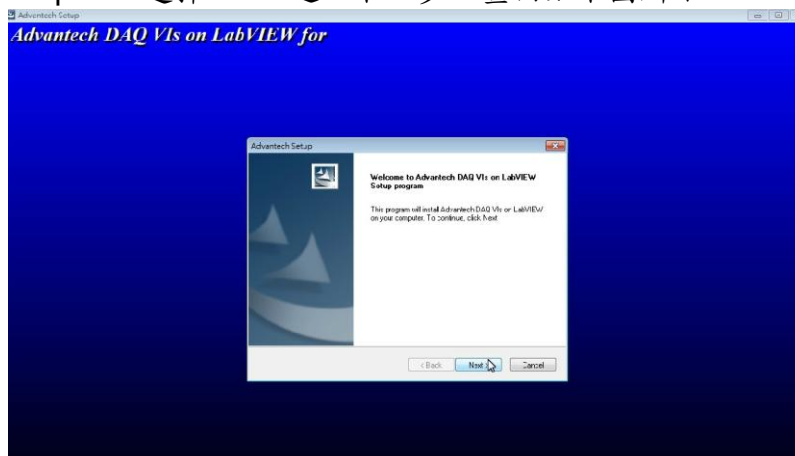 Advantech Setup
Advantech DAQ VIs on LabVIEW for
Advantech Setup
Welcome to Advantech DAQ VIs on LabVIEW
Setup program
This program will install Advantech DAQ VIs on LabVIEW
on your computer. To continue, click Next
< Back
Next >
Cancel